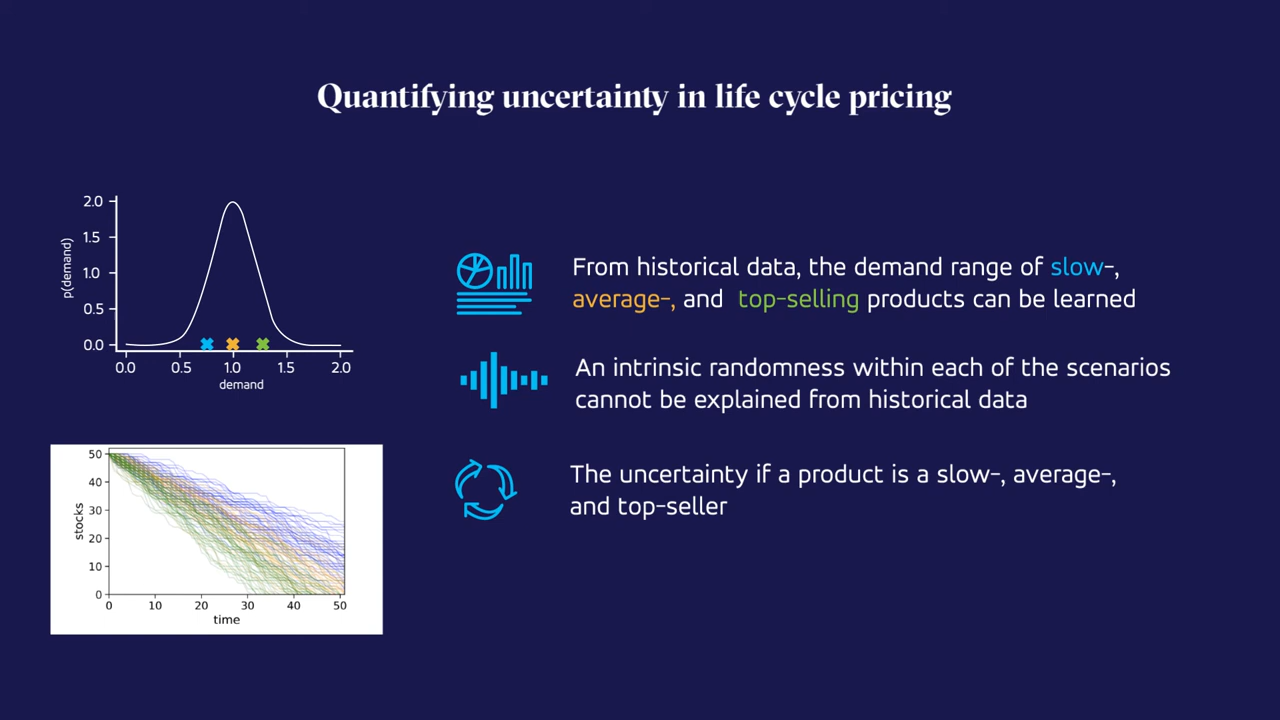 Quantifying uncertainty in life cycle pricing
2.0
1.5
1.0
0.5
0.0
p(demand)
0.0 0.5 1.0 1.5 2.0
demand
50
40
30
20
10
0
stocks
0 10 20 30 40 50
time
From historical data, the demand range of slow-,
average-, and top-selling products can be learned
An intrinsic randomness within each of the scenarios
cannot be explained from historical data
The uncertainty if a product is a slow-, average-,
and top-seller